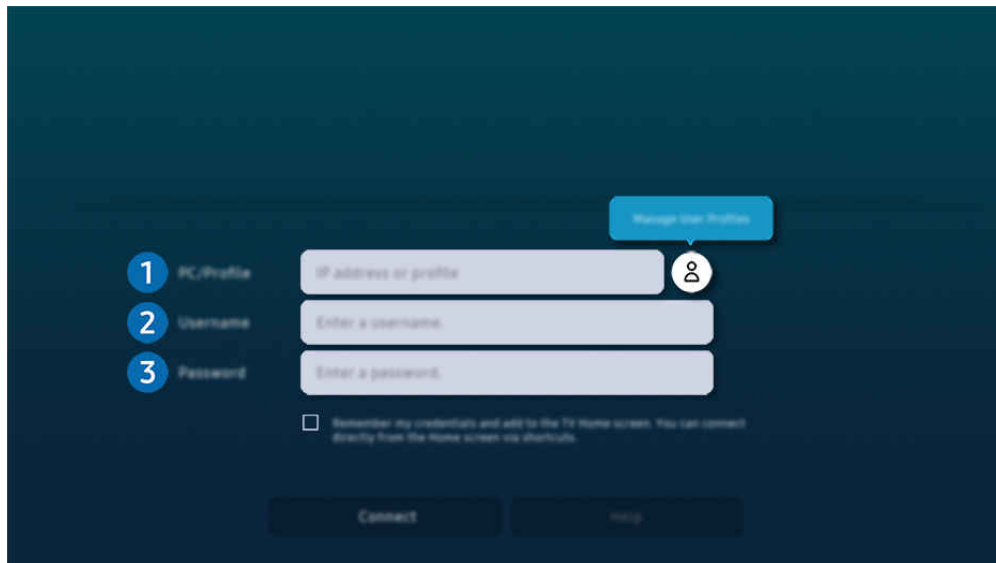 Manage User Profiles
1 PC/Profile IP address or profile
2 Username Enter a username.
3 Password Enter a password.
Remember my credentials and add to the TV Home screen. You can connect
directly from the Home screen via shortcuts.
Connect Help